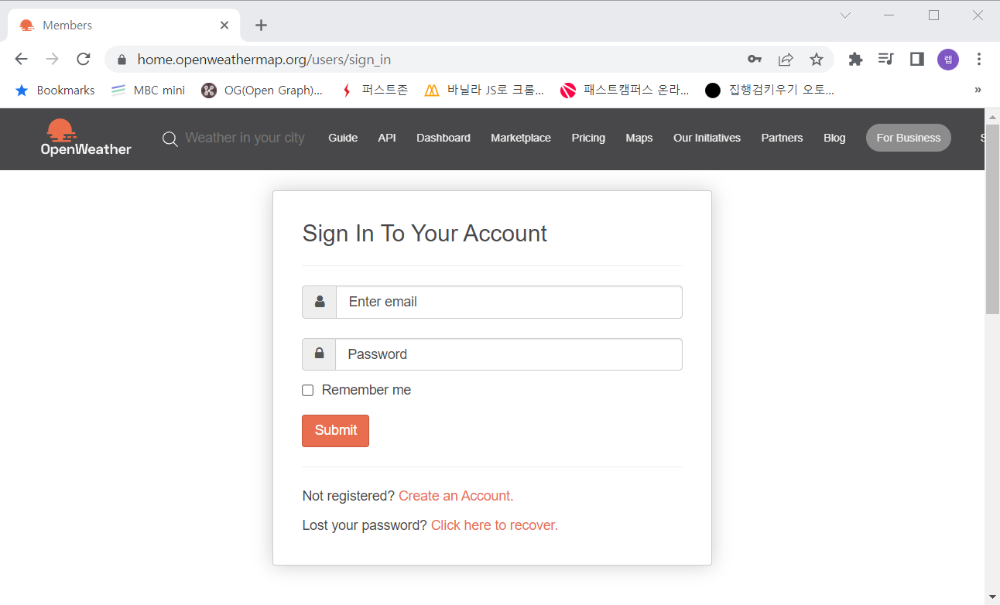 Members
home.openweathermap.org/users/sign_in
렙
Bookmarks MBC mini OG(Open Graph)... 퍼스트존 바닐라 JS로 크롬... 패스트캠퍼스 온라... 집행검키우기 오토... »
OpenWeather Weather in your city Guide API Dashboard Marketplace Pricing Maps Our Initiatives Partners Blog For Business
Sign In To Your Account
Enter email
Password
Remember me
Submit
Not registered? Create an Account.
Lost your password? Click here to recover.